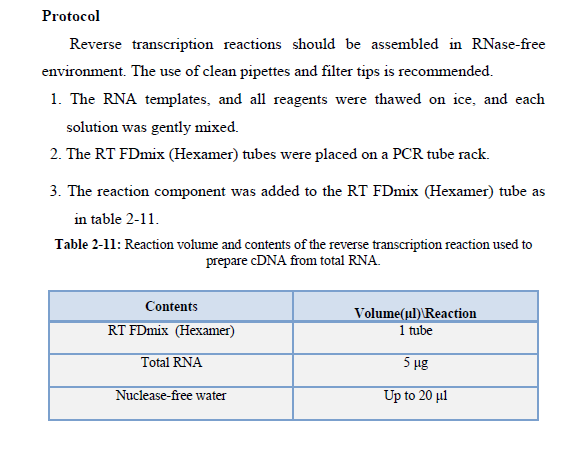 Protocol
Reverse transcription reactions should be assembled in RNase-free
environment. The use of clean pipettes and filter tips is recommended.
1. The RNA templates, and all reagents were thawed on ice, and each
solution was gently mixed.
2. The RT FDmix (Hexamer) tubes were placed on a PCR tube rack.
3. The reaction component was added to the RT FDmix (Hexamer) tube as
in table 2-11.
Table 2-11: Reaction volume and contents of the reverse transcription reaction used to
prepare cDNA from total RNA.
Contents Volume(µl)\Reaction
RT FDmix (Hexamer) 1 tube
Total RNA 5 µg
Nuclease-free water Up to 20 µl